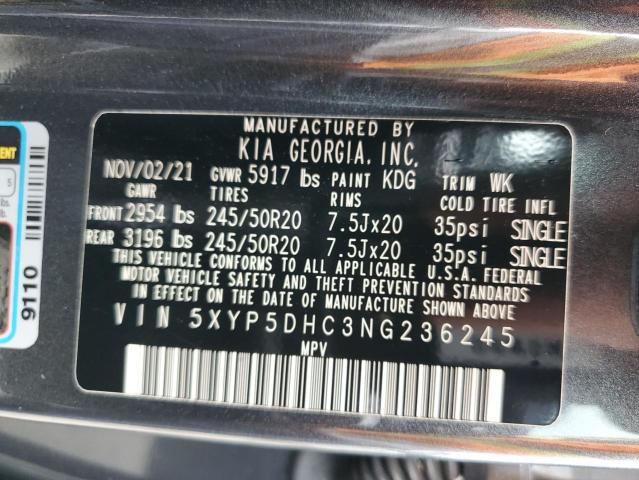 MANUFACTURED BY
KIA GEORGIA, INC.
NOV/02/21 GVWR 5917 lbs PAINT KDG TRIM WK
GAWR TIRES RIMS COLD TIRE INFL
FRONT 2954 lbs 245/50R20 7.5Jx20 35psi SINGLE
REAR 3196 lbs 245/50R20 7.5Jx20 35psi SINGLE
THIS VEHICLE CONFORMS TO ALL APPLICABLE U.S.A. FEDERAL
MOTOR VEHICLE SAFETY AND THEFT PREVENTION STANDARDS
IN EFFECT ON THE DATE OF MANUFACTURE SHOWN ABOVE.
VIN 5XYP5DHC3NG236245
MPV
9110
5